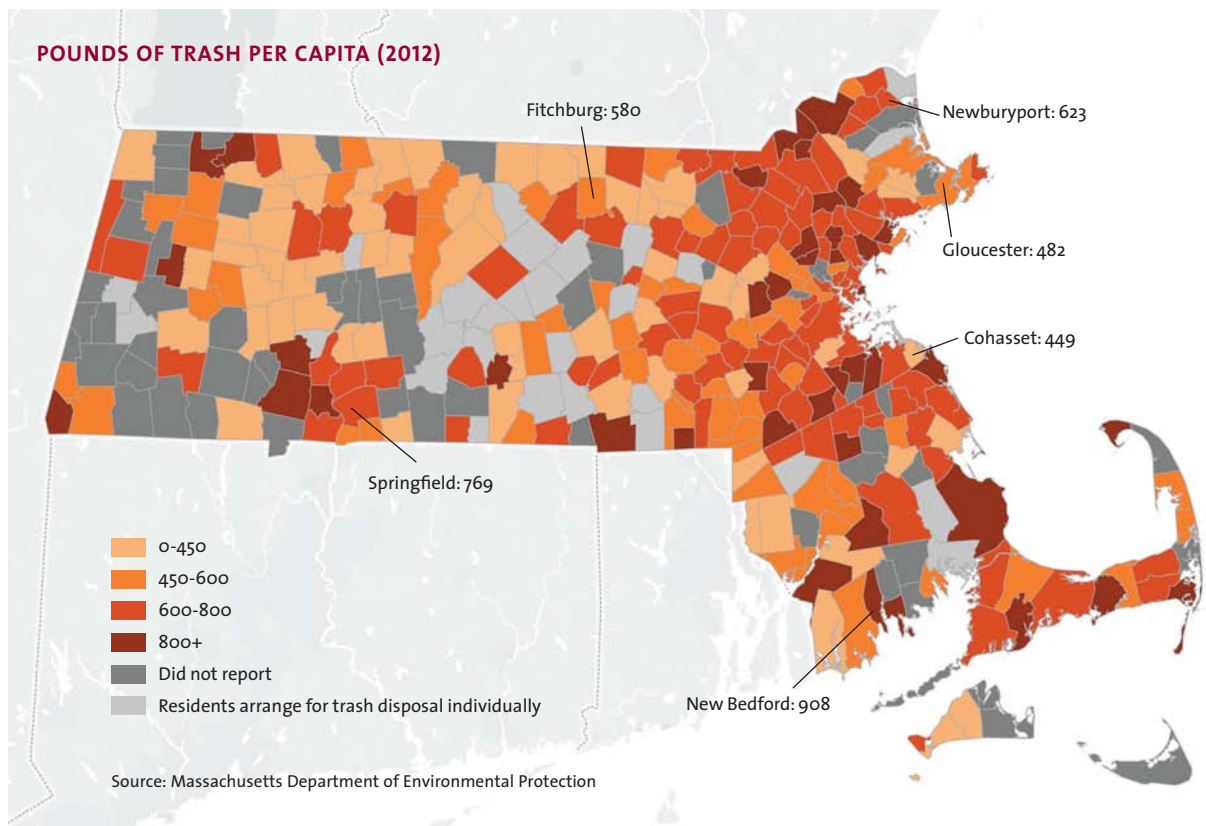 POUNDS OF TRASH PER CAPITA (2012)
Fitchburg: 580
Newburyport: 623
Gloucester: 482
Cohasset: 449
Springfield: 769
New Bedford: 908
0-450
450-600
600-800
800+
Did not report
Residents arrange for trash disposal individually
Source: Massachusetts Department of Environmental Protection